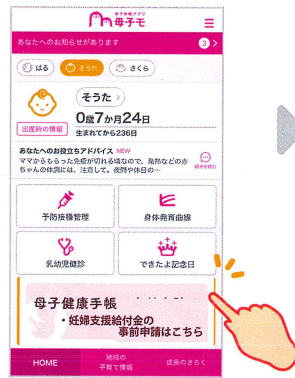 母子手帳アプリ
母子モ
あなたへのお知らせがあります 3
はる そうた さくら
そうた
0歳7か月24日
出産時の情報
生まれてから236日
あなたへのお役立ちアドバイス NEW
ママからもらった免疫が切れる頃なので、発熱などの赤
ちゃんの体調には、注意して。夜間や休日の…
続きを読む
予防接種管理 身体発育曲線
乳幼児健診 できたよ記念日
母子健康手帳
・妊婦支援給付金の
事前申請はこちら
HOME 地域の 成長のきろく
子育て情報